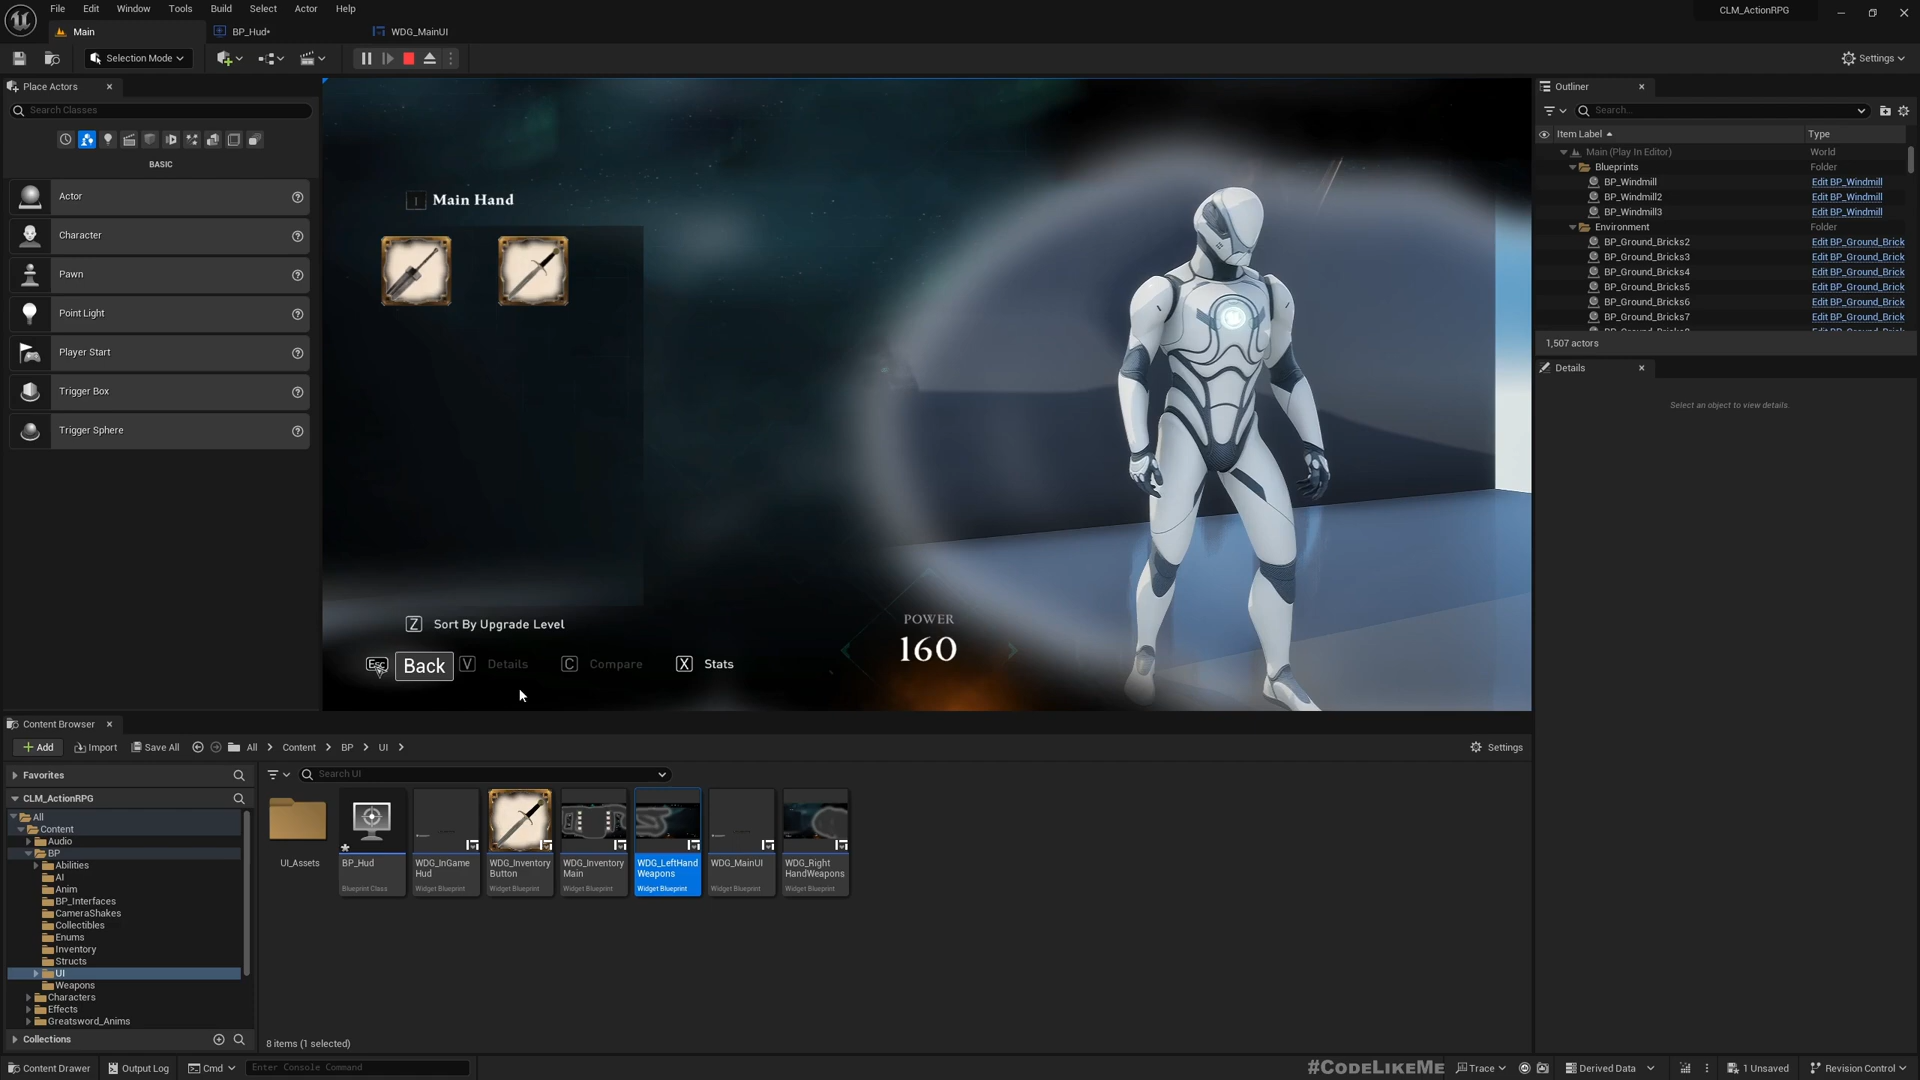 File Edit Window Tools Build Select Actor Help
CLM_ActionRPG
Main
BP_Hud*
WDG_MainUI
Selection Mode
Settings
Place Actors
Search Classes
BASIC
Actor
Character
Pawn
Point Light
Player Start
Trigger Box
Trigger Sphere
Main Hand
Z Sort By Upgrade Level
Esc Back V Details C Compare X Stats
POWER
160
Outliner
Search...
Item Label Type
Main (Play In Editor) World
Blueprints Folder
BP_Windmill Edit BP_Windmill
BP_Windmill2 Edit BP_Windmill
BP_Windmill3 Edit BP_Windmill
Environment Folder
BP_Ground_Bricks2 Edit BP_Ground_Brick
BP_Ground_Bricks3 Edit BP_Ground_Brick
BP_Ground_Bricks4 Edit BP_Ground_Brick
BP_Ground_Bricks5 Edit BP_Ground_Brick
BP_Ground_Bricks6 Edit BP_Ground_Brick
BP_Ground_Bricks7 Edit BP_Ground_Brick
1,507 actors
Details
Select an object to view details.
Content Browser
Add Import Save All All Content BP UI
Settings
Favorites
CLM_ActionRPG
All
Content
Audio
BP
Abilities
AI
Anim
BP_Interfaces
CameraShakes
Collectibles
Enums
Inventory
Structs
UI
Weapons
Characters
Effects
Greatsword_Anims
Collections
Search UI
UI_Assets
BP_Hud
Blueprint Class
WDG_InGame
Hud
Widget Blueprint
WDG_Inventory
Button
Widget Blueprint
WDG_Inventory
Main
Widget Blueprint
WDG_LeftHand
Weapons
Widget Blueprint
WDG_MainUI
Widget Blueprint
WDG_Right
HandWeapons
Widget Blueprint
8 items (1 selected)
Content Drawer Output Log Cmd Enter Console Command
#CODELIKEME
Trace Derived Data 1 Unsaved Revision Control